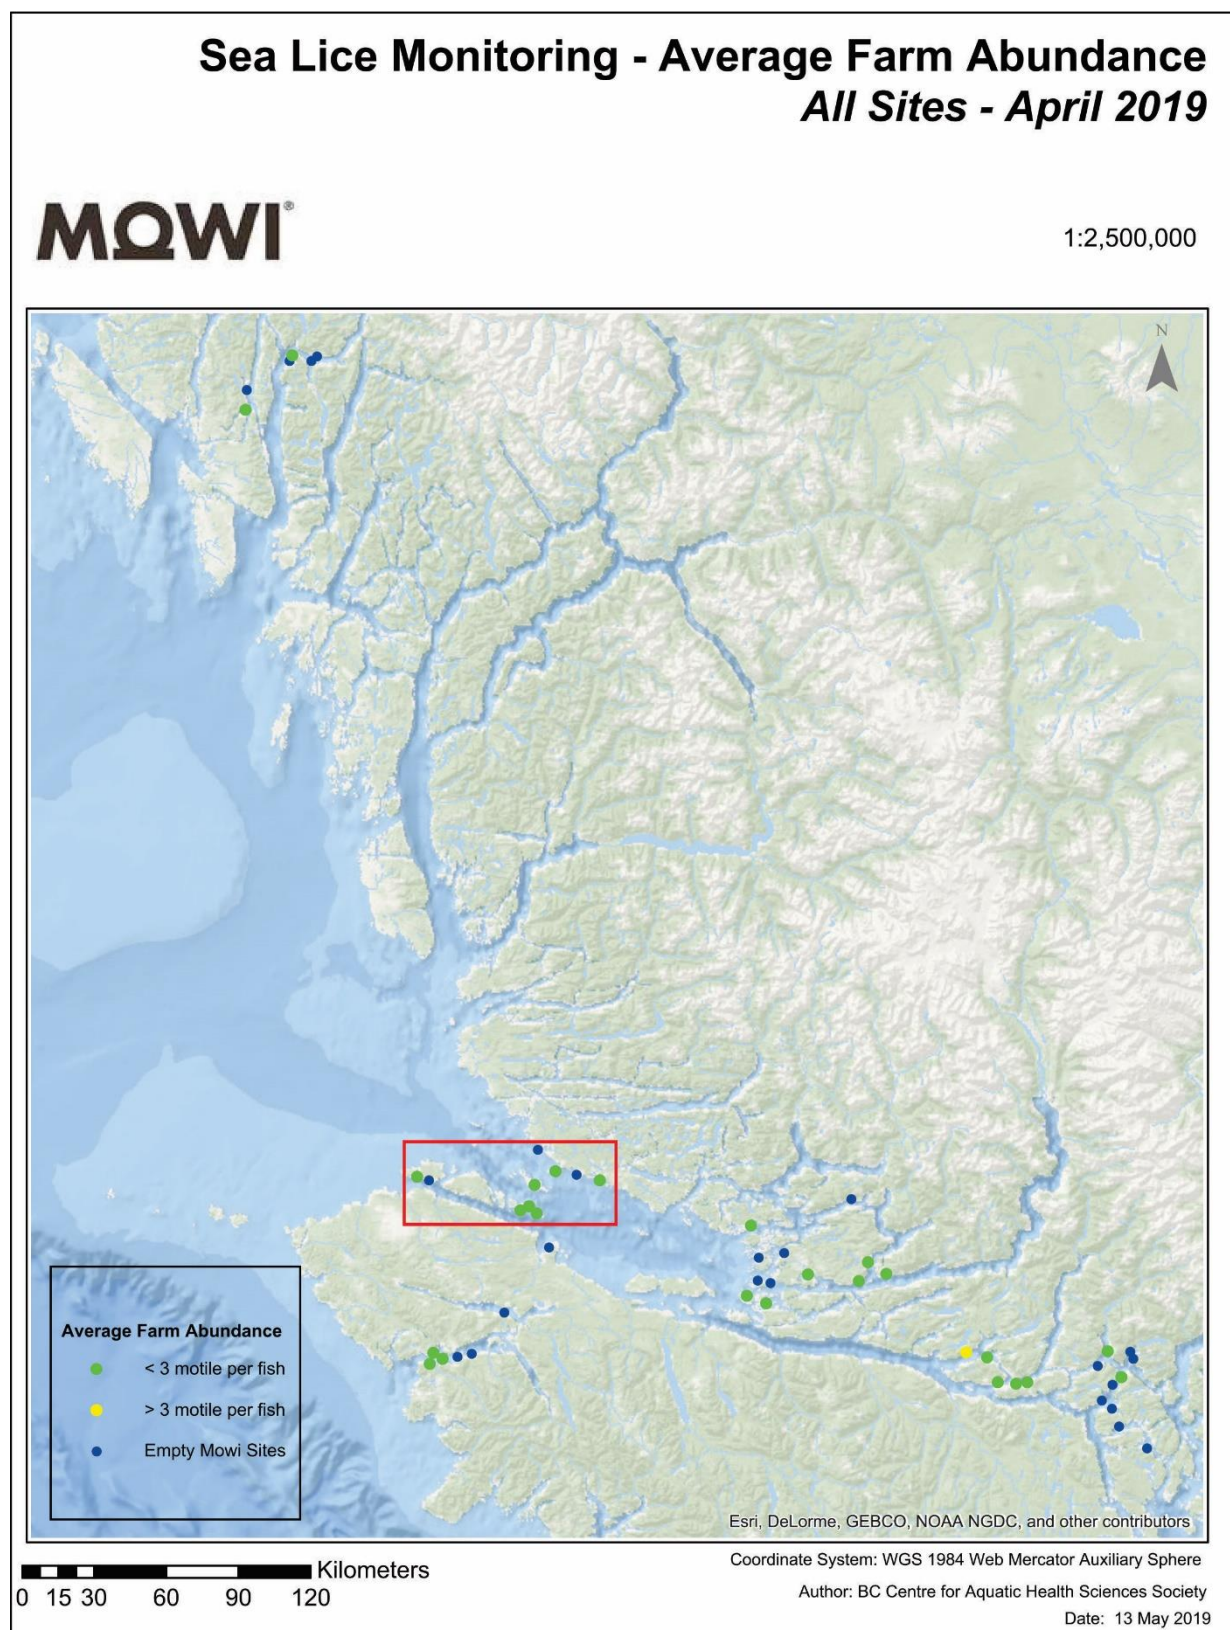 Sea Lice Monitoring - Average Farm Abundance
All Sites - April 2019
MOWI®
1:2,500,000
N
Average Farm Abundance
< 3 motile per fish
> 3 motile per fish
Empty Mowi Sites
Esri, DeLorme, GEBCO, NOAA NGDC, and other contributors
Kilometers
0 15 30 60 90 120
Coordinate System: WGS 1984 Web Mercator Auxiliary Sphere
Author: BC Centre for Aquatic Health Sciences Society
Date: 13 May 2019